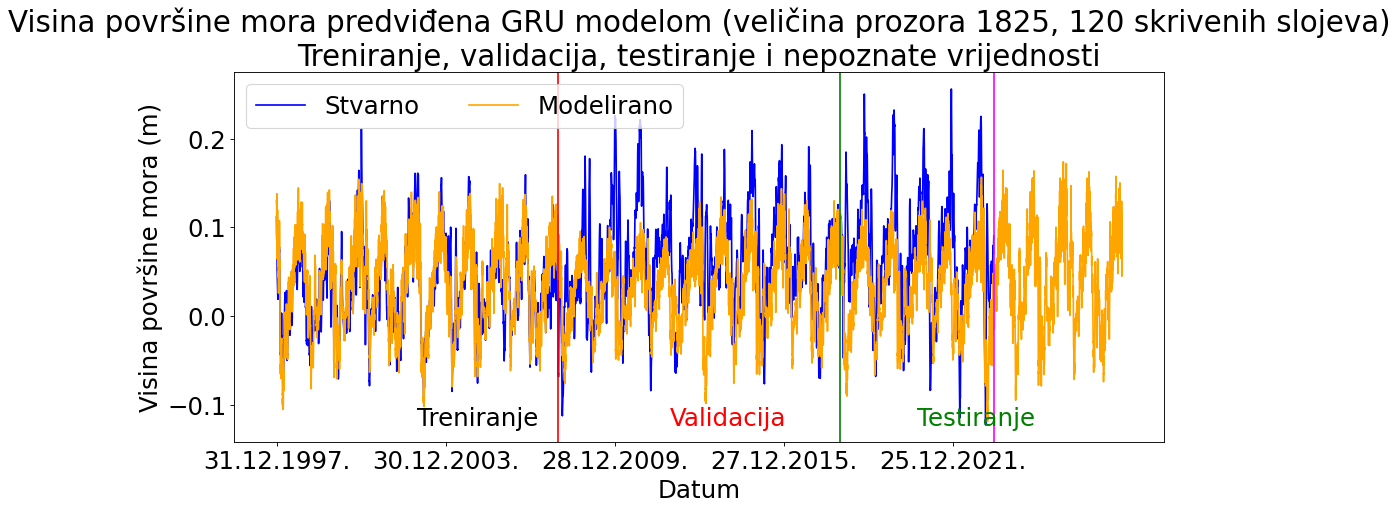 Visina površine mora predviđena GRU modelom (veličina prozora 1825, 120 skrivenih slojeva)
Treniranje, validacija, testiranje i nepoznate vrijednosti
Stvarno Modelirano
Visina površine mora (m)
0.2
0.1
0.0
−0.1
Treniranje Validacija Testiranje
31.12.1997. 30.12.2003. 28.12.2009. 27.12.2015. 25.12.2021.
Datum